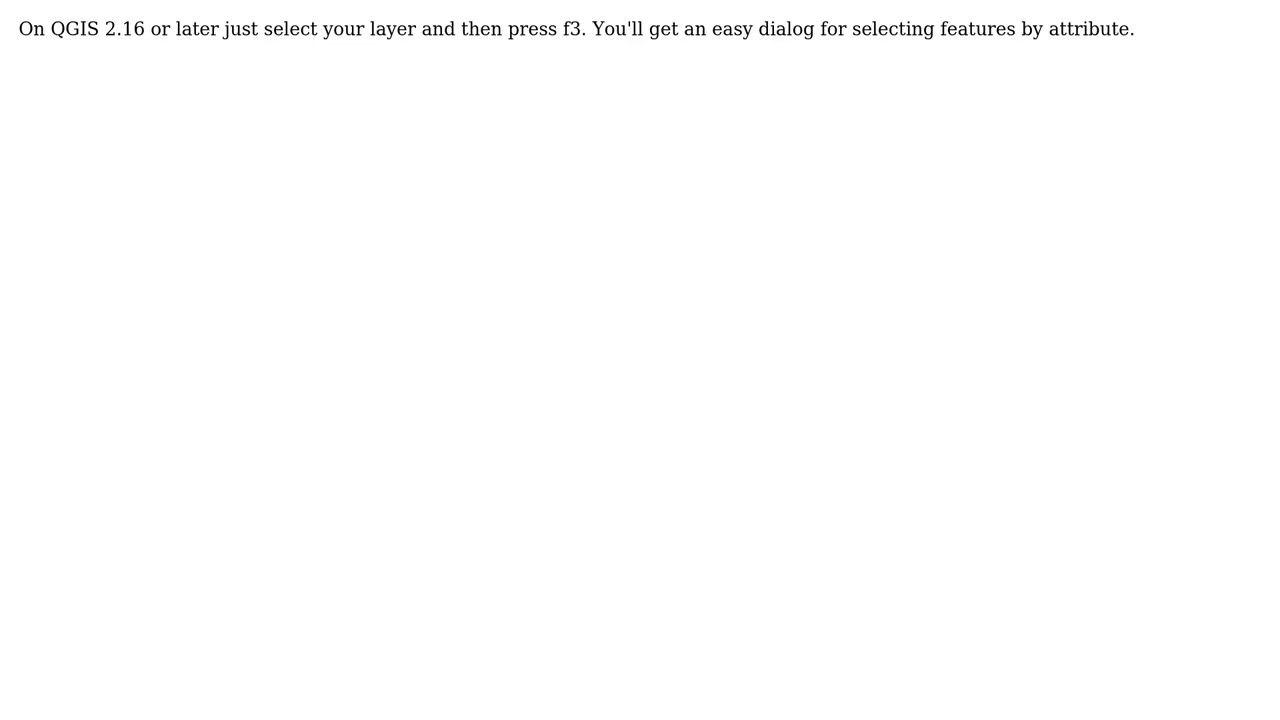 On QGIS 2.16 or later just select your layer and then press f3. You'll get an easy dialog for selecting features by attribute.